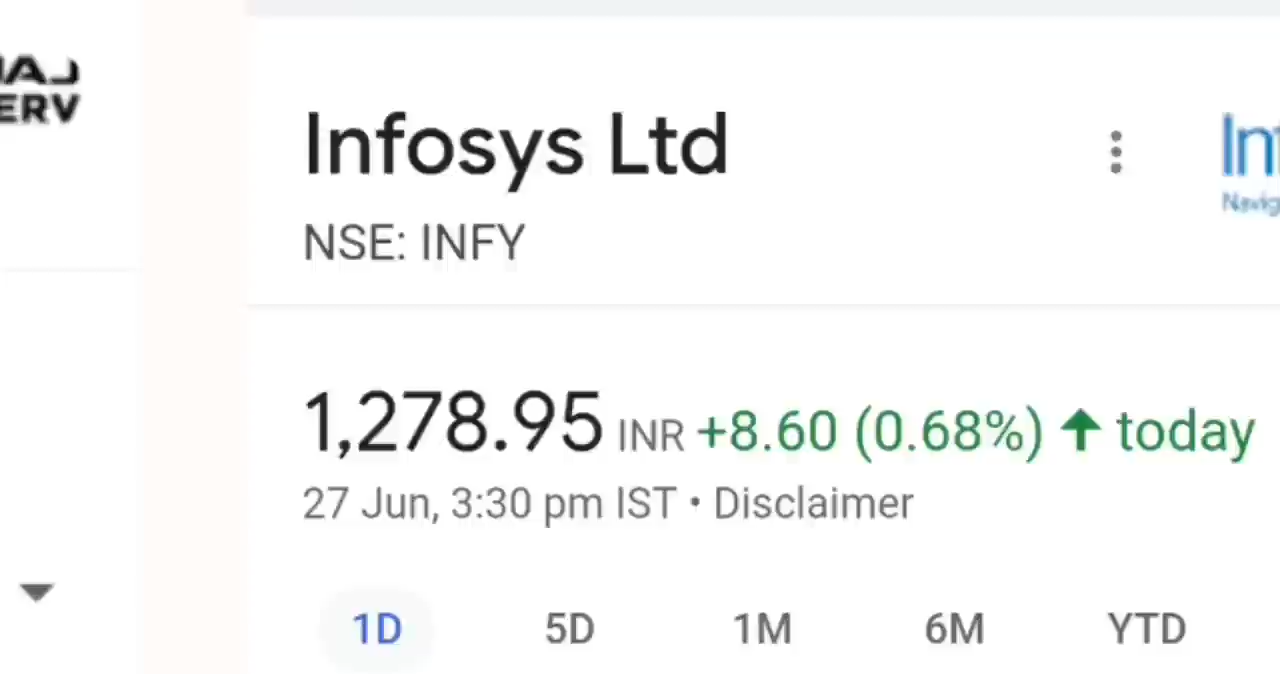 Infosys Ltd
NSE: INFY
1,278.95 INR +8.60 (0.68%) ↑ today
27 Jun, 3:30 pm IST • Disclaimer
1D 5D 1M 6M YTD